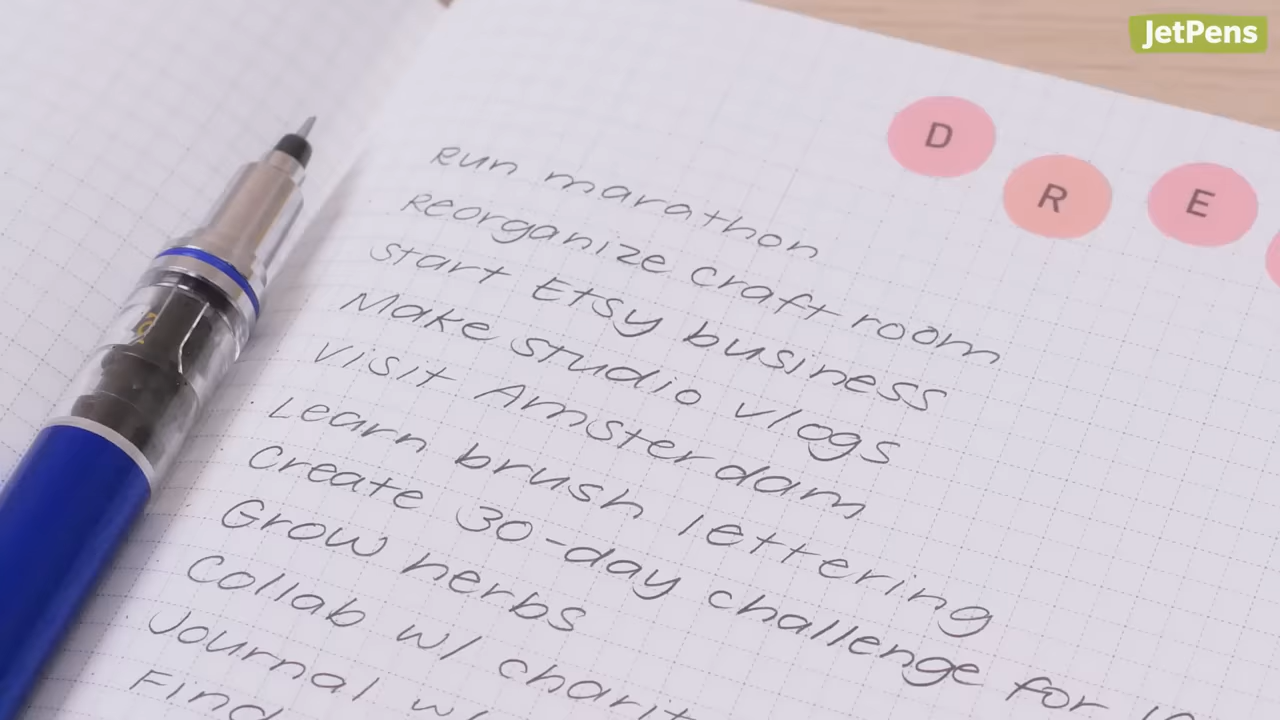 JetPens
D R E
Run marathon
Reorganize craft room
Start Etsy business
Make studio vlogs
Visit Amsterdam
Learn brush lettering
Create 30-day challenge for
Grow herbs
Collab w/
Journal
Find